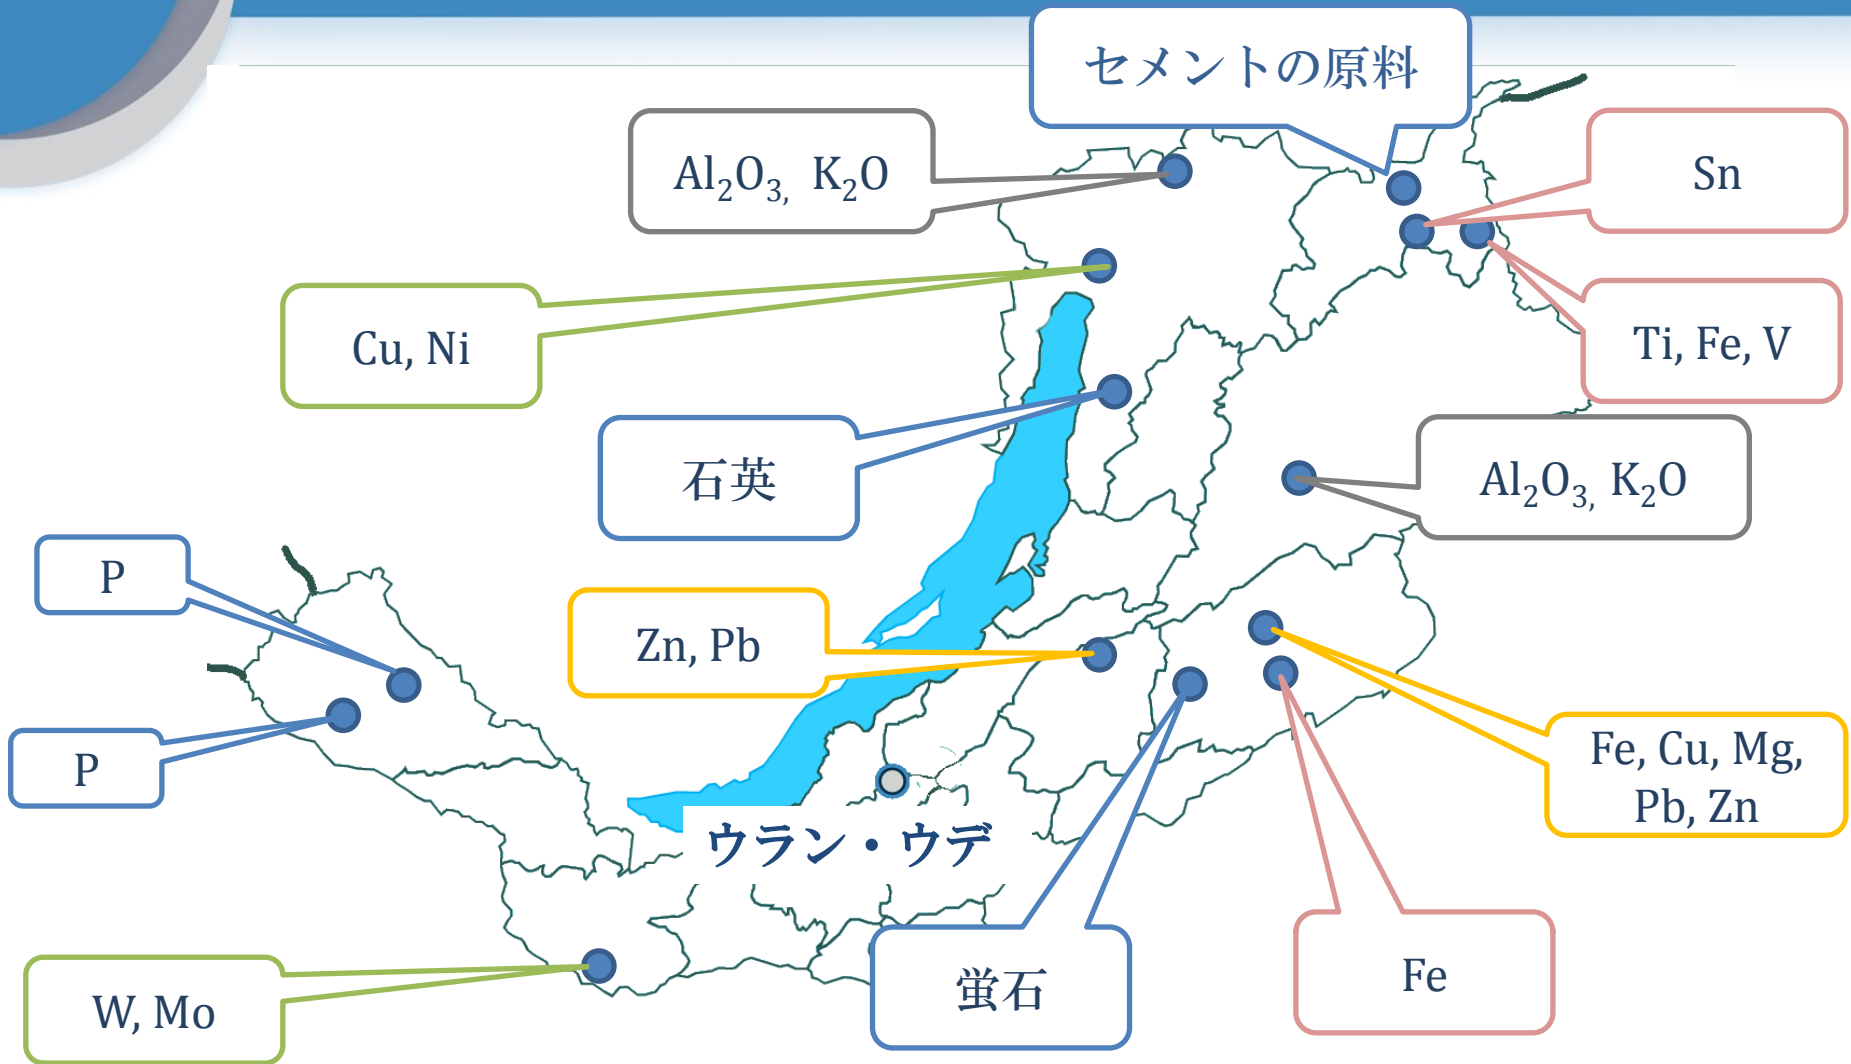 セメントの原料
Al₂O₃, K₂O
Sn
Cu, Ni
Ti, Fe, V
石英
Al₂O₃, K₂O
P
Zn, Pb
P
Fe, Cu, Mg,
Pb, Zn
ウラン・ウデ
W, Mo
蛍石
Fe